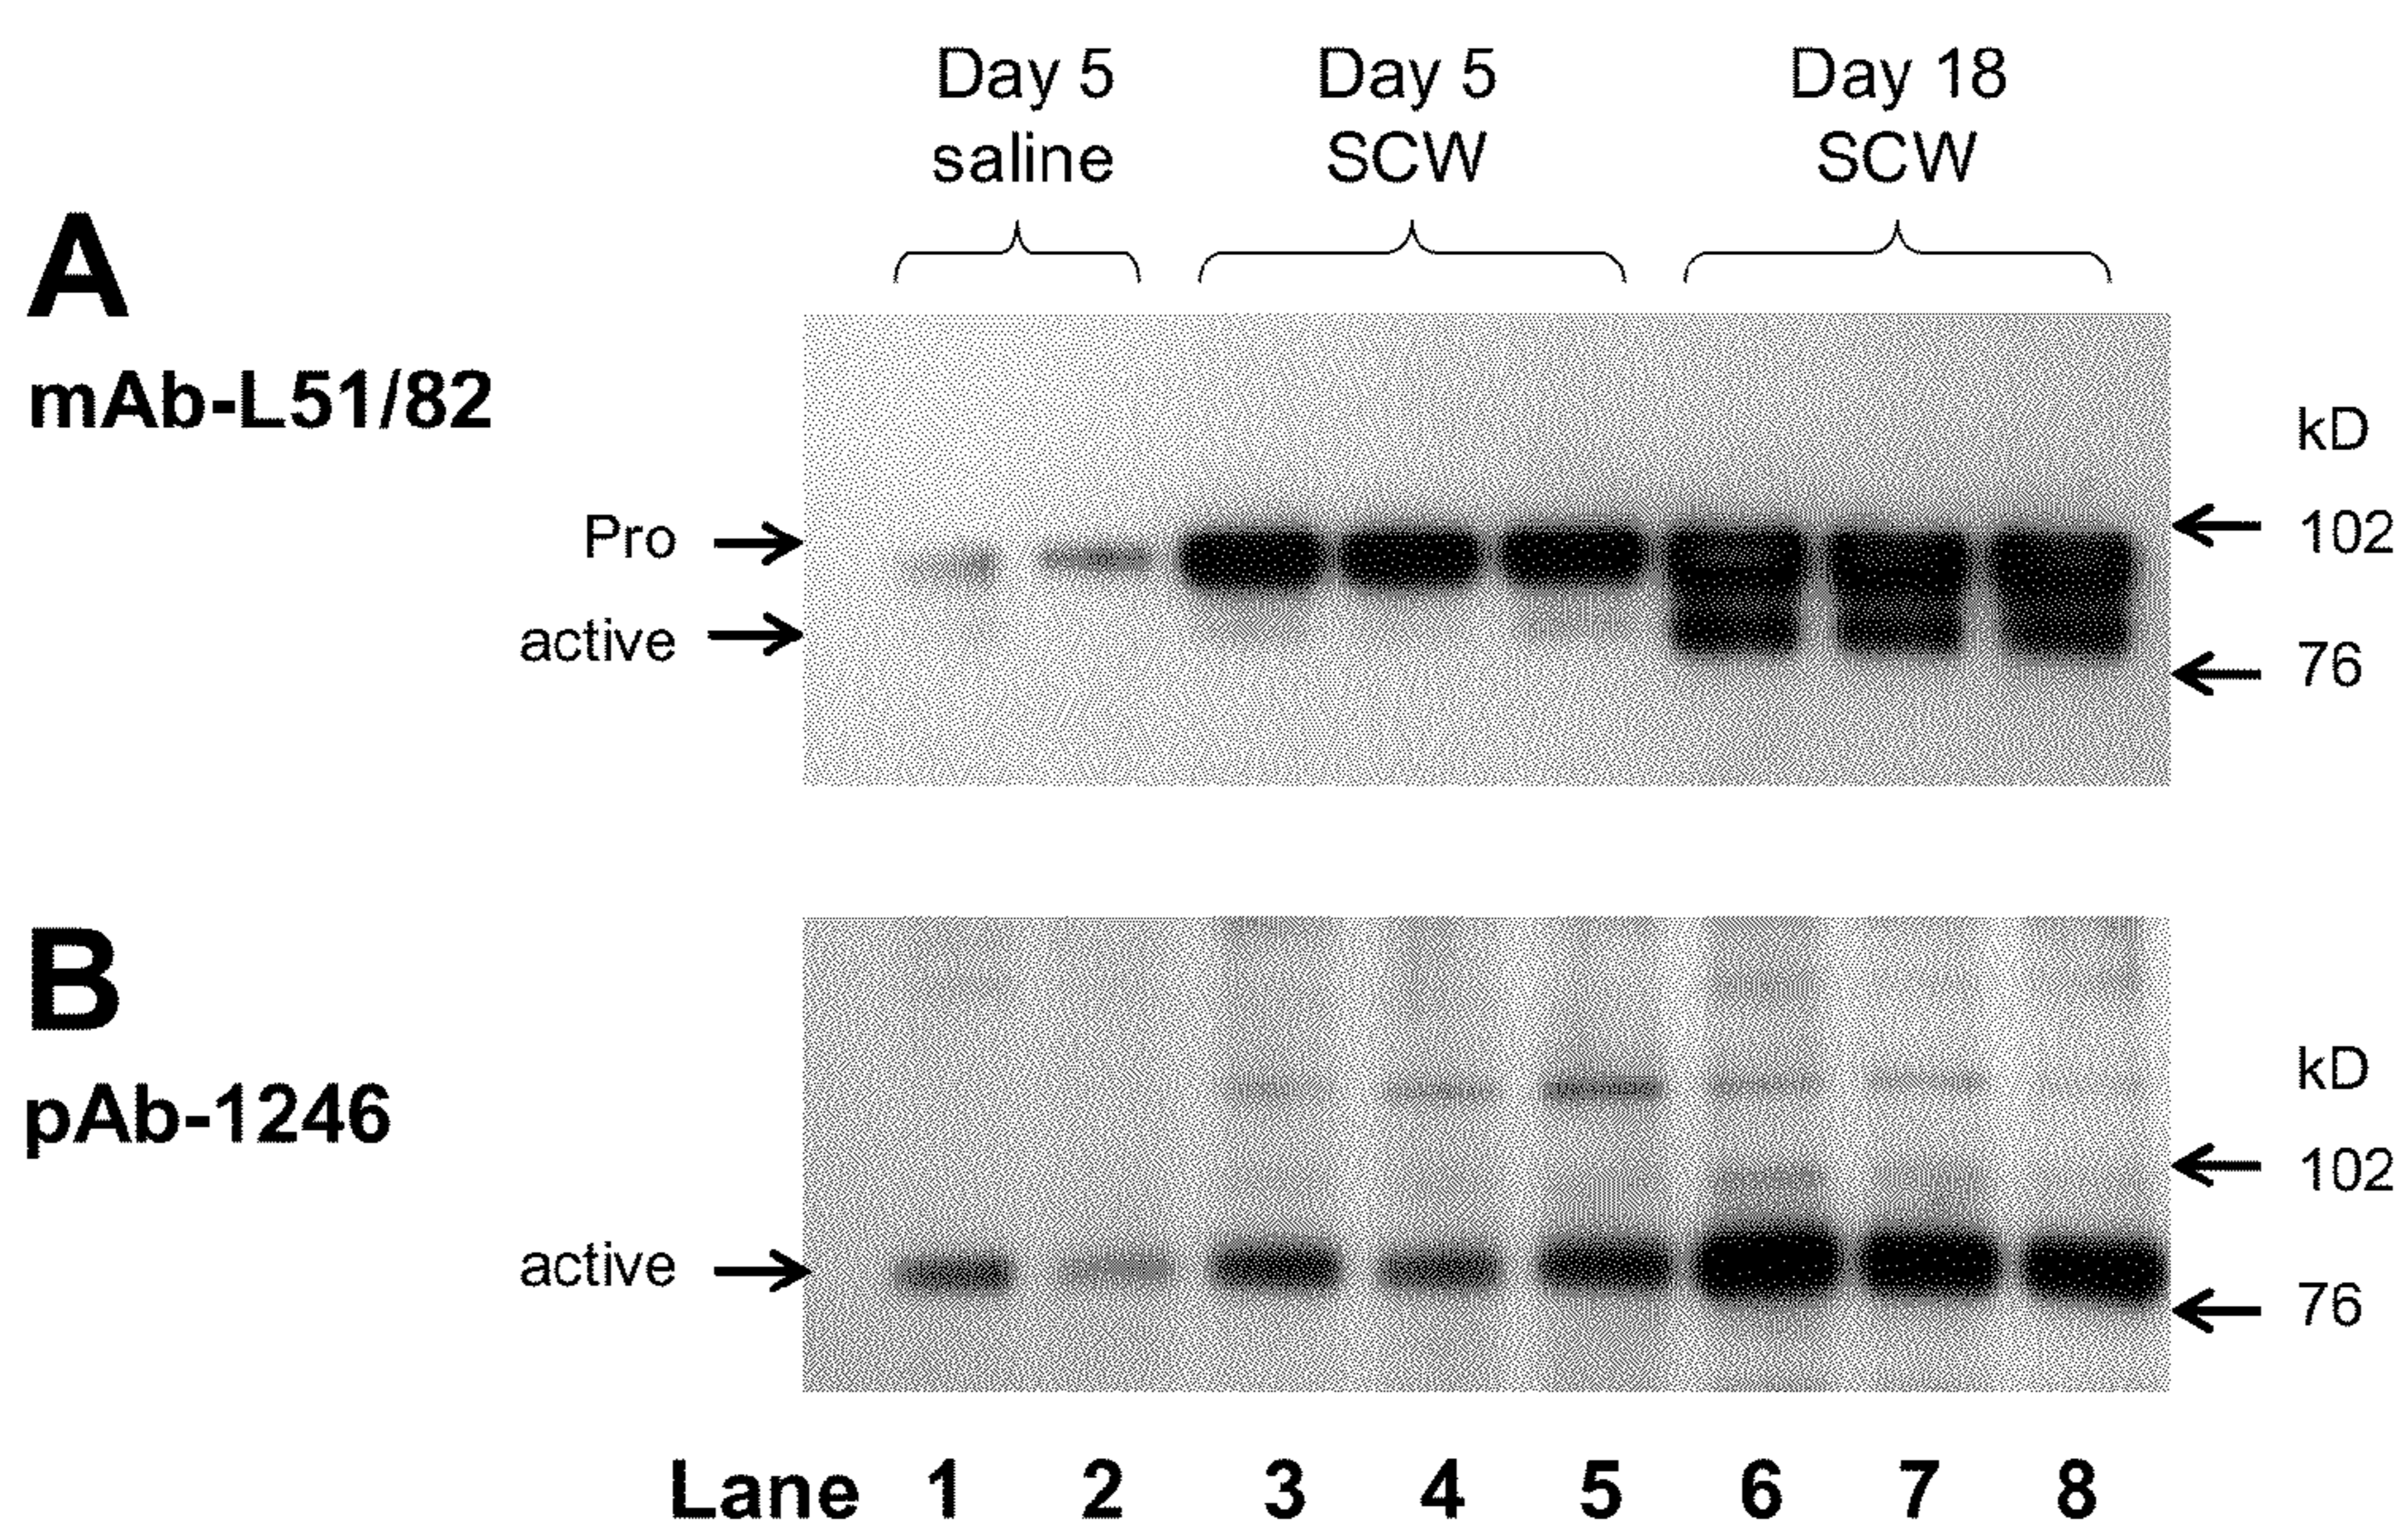 Day 5 Day 5 Day 18
saline SCW SCW
A
mAb-L51/82
kD
Pro
102
active
76
B
pAb-1246
kD
102
active
76
Lane 1 2 3 4 5 6 7 8